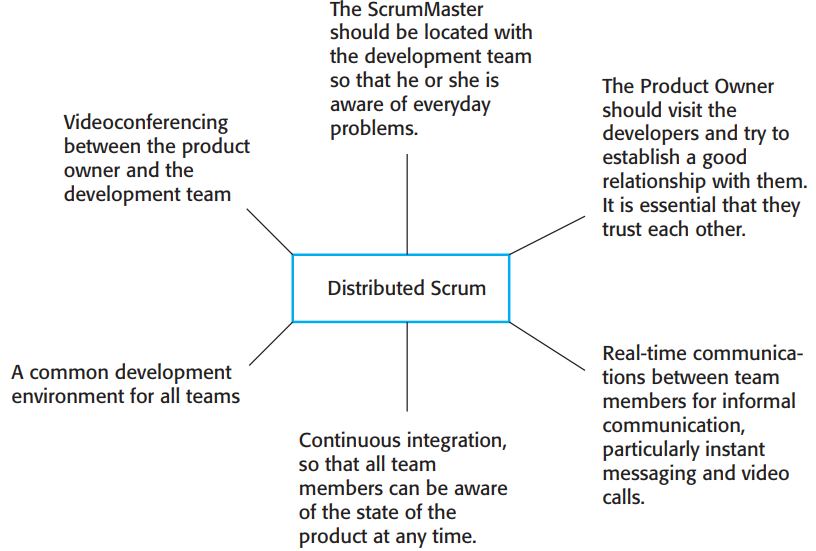 The ScrumMaster
should be located with
the development team
so that he or she is
aware of everyday
problems.
The Product Owner
should visit the
developers and try to
establish a good
relationship with them.
It is essential that they
trust each other.
Videoconferencing
between the product
owner and the
development team
Distributed Scrum
A common development
environment for all teams
Continuous integration,
so that all team
members can be aware
of the state of the
product at any time.
Real-time communica-
tions between team
members for informal
communication,
particularly instant
messaging and video
calls.